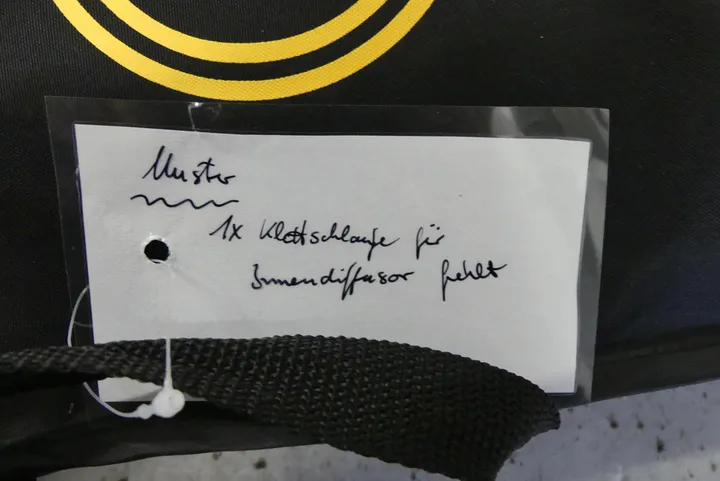 Muster
1x Klettschlaufe für
Innendiffusor fehlt